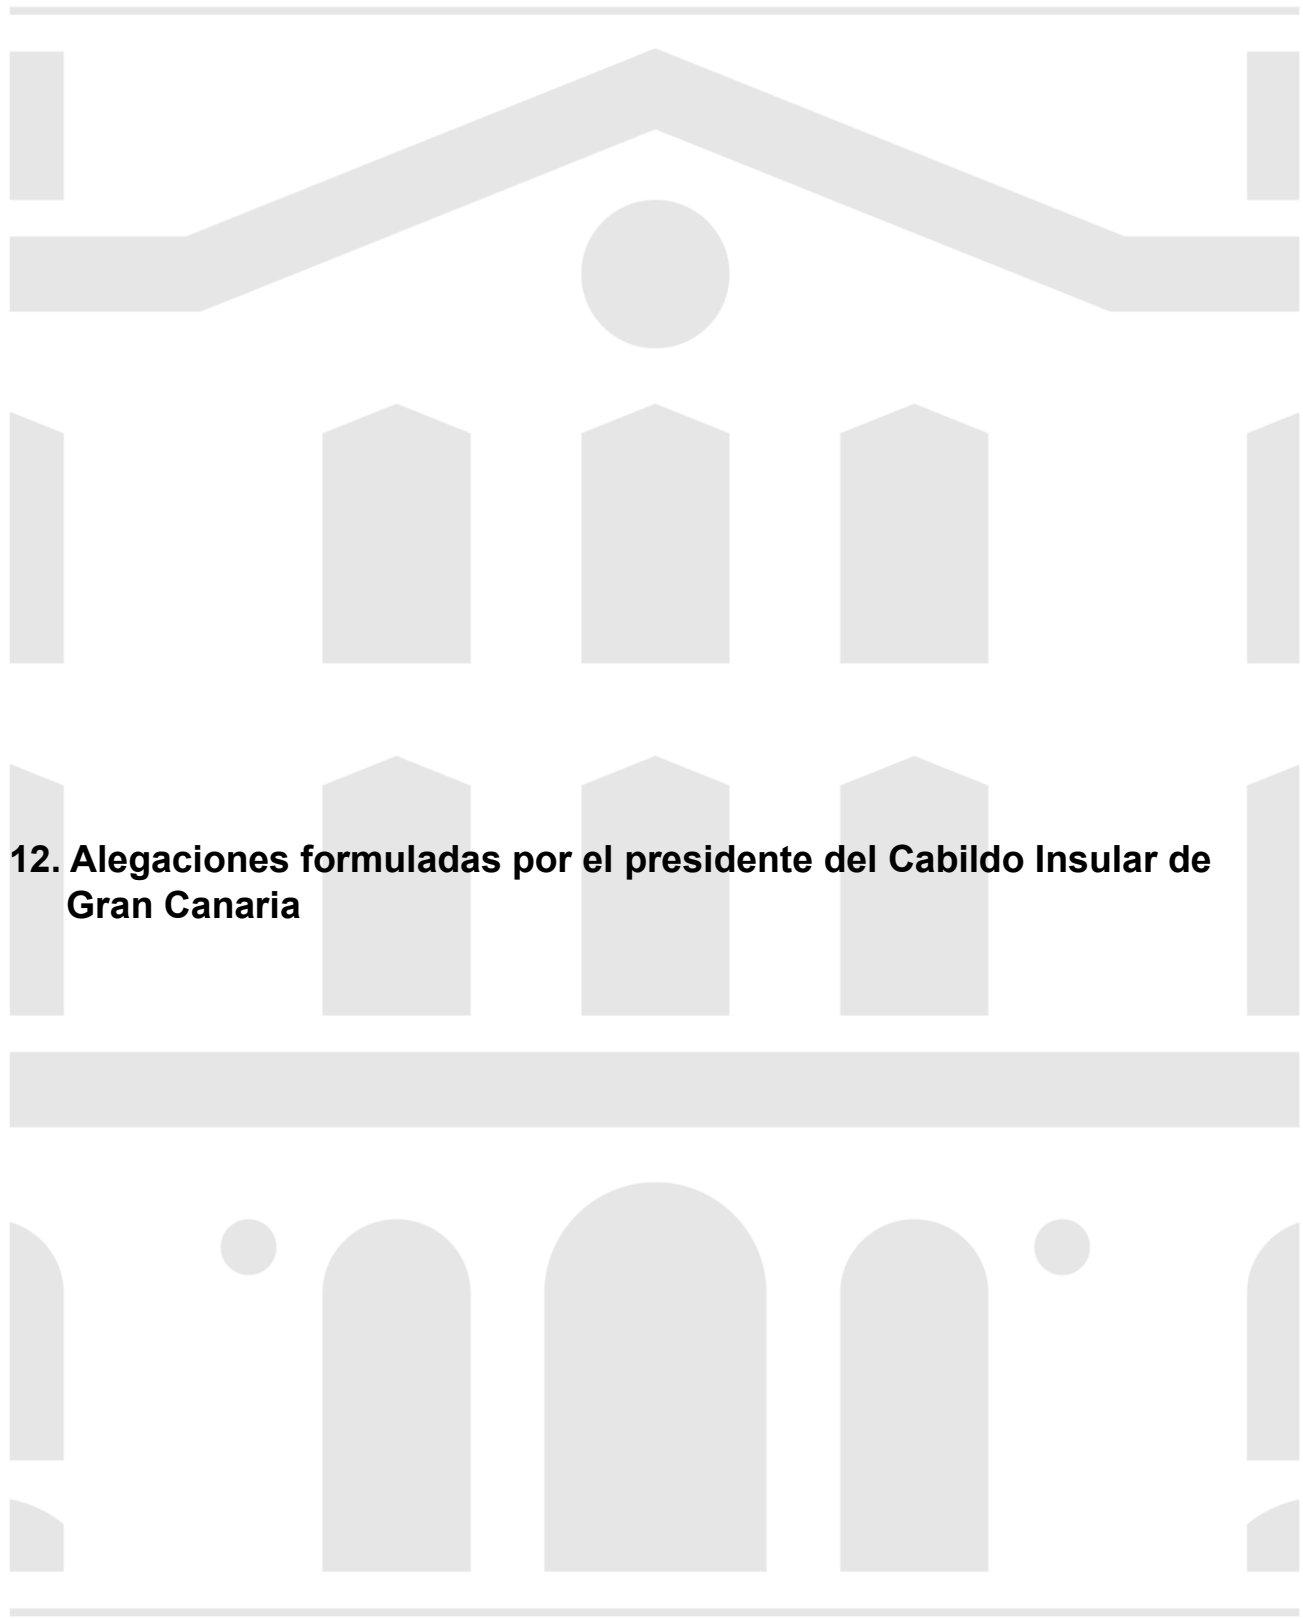 12. Alegaciones formuladas por el presidente del Cabildo Insular de
Gran Canaria